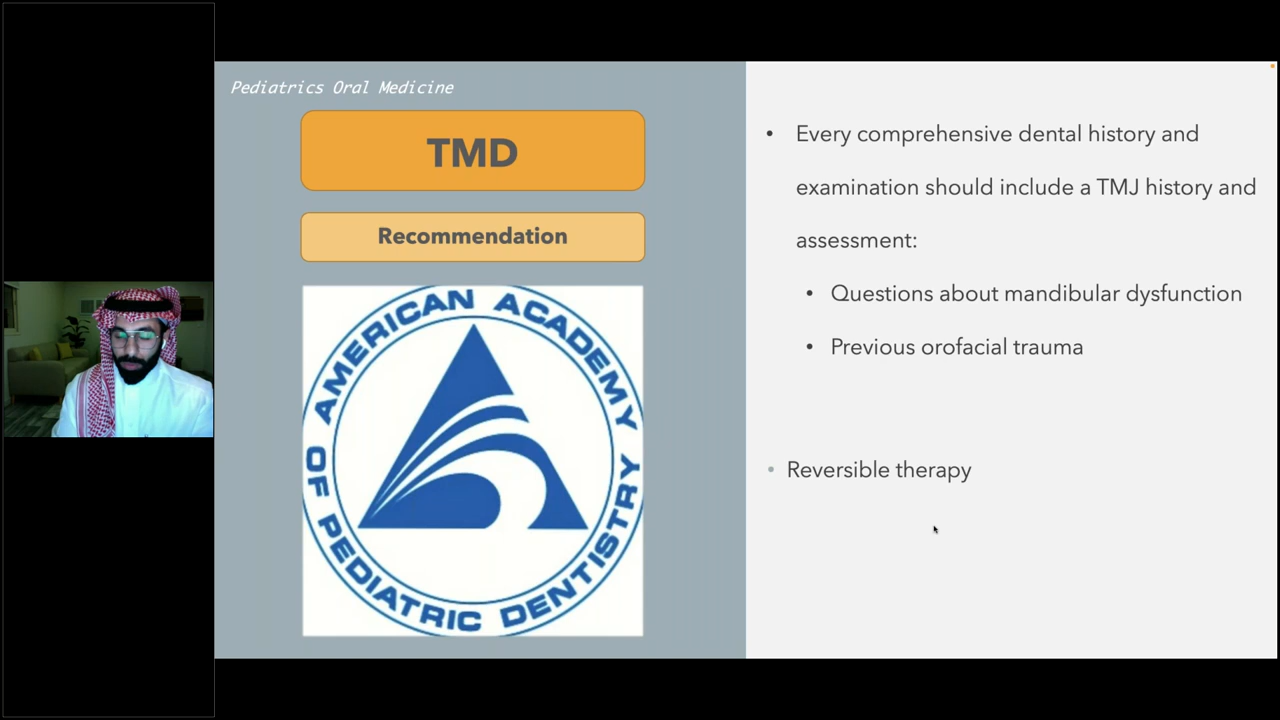 Pediatrics Oral Medicine
TMD
Recommendation
AMERICAN ACADEMY
OF PEDIATRIC DENTISTRY
• Every comprehensive dental history and
examination should include a TMJ history and
assessment:
• Questions about mandibular dysfunction
• Previous orofacial trauma
• Reversible therapy